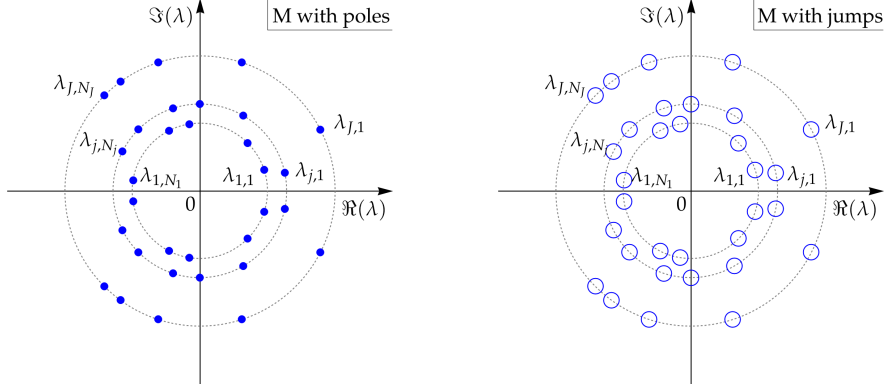 ℑ(λ)
M with poles
λ_{J,N_J}
λ_{J,1}
λ_{j,N_j}
λ_{1,N_1}
λ_{1,1}
λ_{j,1}
0
ℜ(λ)
ℑ(λ)
M with jumps
λ_{J,N_J}
λ_{J,1}
λ_{j,N_j}
λ_{1,N_1}
λ_{1,1}
λ_{j,1}
0
ℜ(λ)